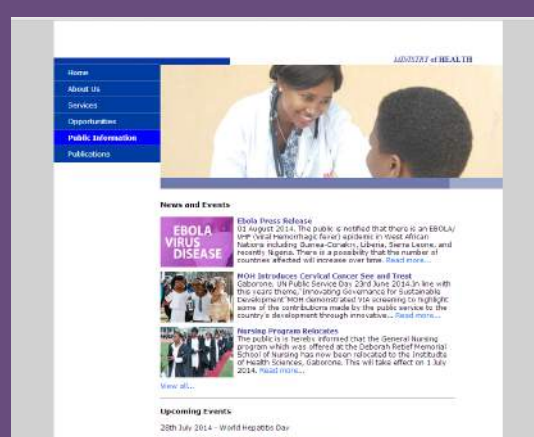 MINISTRY of HEALTH
Home
About Us
Services
Opportunities
Public Information
Publications
News and Events
EBOLA
VIRUS
DISEASE
Ebola Press Release
01 August 2014. The public is notified that there is an EBOLA/
VHF (Viral Hemorrhagic fever) epidemic in West African
Nations including Guinea-Conakry, Liberia, Sierra Leone, and
recently Nigeria. There is a possibility that the number of
countries affected will increase over time. Read more...
MOH Introduces Cervical Cancer See and Treat
Gaborone, UN Public Service Day 23rd June 2014.In line with
this years theme,'Innovating Governance for Sustainable
Development'MOH demonstrated VIA screening to highlight
some of the contributions made by the public service to the
country's development through innovative... Read more...
Nursing Program Relocates
The public is is hereby informed that the General Nursing
program which was offered at the Deborah Retief Memorial
School of Nursing has now been relocated to the Institudte
of Health Sciences, Gaborone. This will take effect on 1 July
2014. Read more...
View all...
Upcoming Events
28th July 2014 - World Hepatitis Day